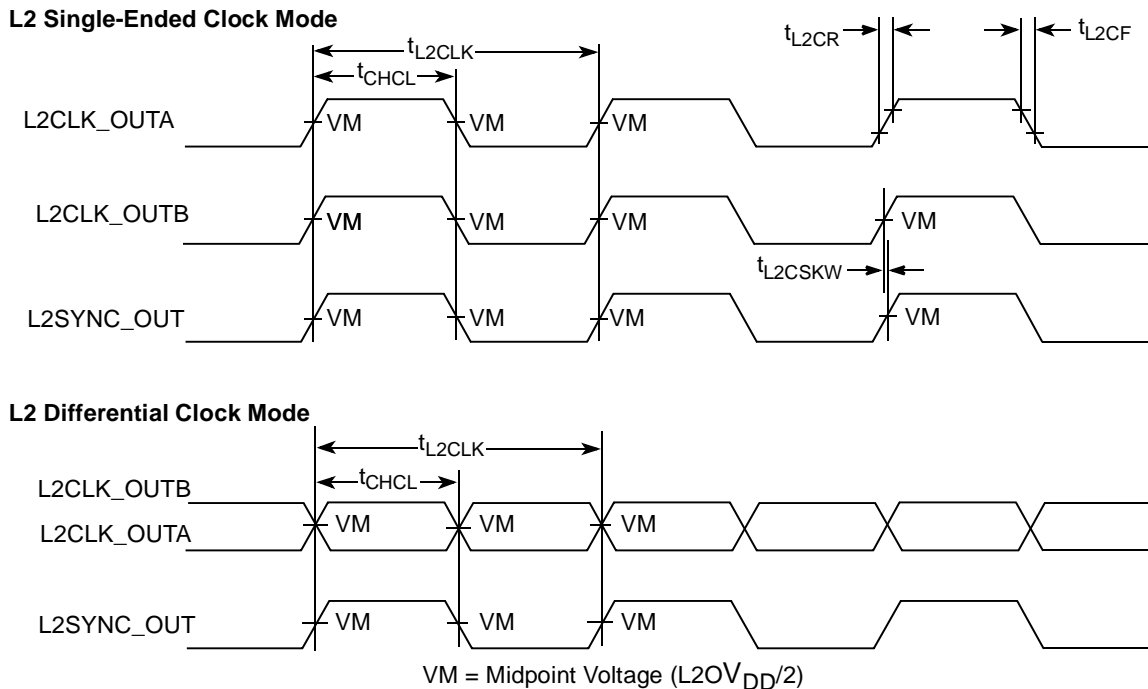 L2 Single-Ended Clock Mode
tL2CLK
tL2CR
tL2CF
tCHCL
L2CLK_OUTA
VM
VM
VM
L2CLK_OUTB
VM
VM
VM
VM
tL2CSKW
L2SYNC_OUT
VM
VM
VM
VM
L2 Differential Clock Mode
tL2CLK
tCHCL
L2CLK_OUTB
L2CLK_OUTA
VM
VM
VM
L2SYNC_OUT
VM
VM
VM
VM = Midpoint Voltage (L2OVDD/2)